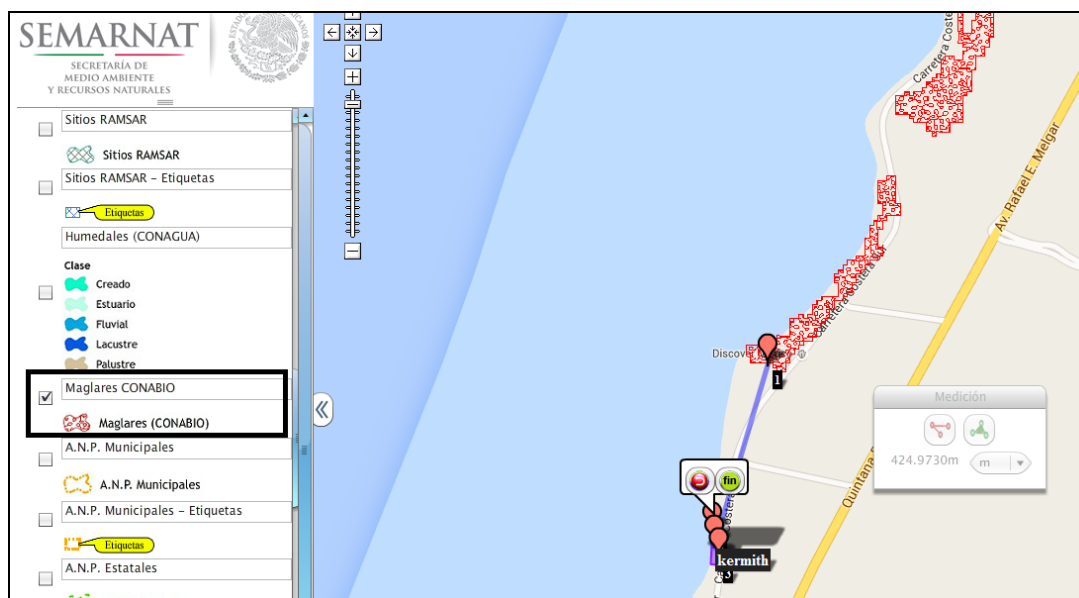 SEMARNAT
SECRETARÍA DE
MEDIO AMBIENTE
Y RECURSOS NATURALES
Sitios RAMSAR
Sitios RAMSAR
Sitios RAMSAR - Etiquetas
Etiquetas
Humedales (CONAGUA)
Clase
Creado
Estuario
Fluvial
Lacustre
Palustre
Maglares CONABIO
Maglares (CONABIO)
A.N.P. Municipales
A.N.P. Municipales
A.N.P. Municipales - Etiquetas
Etiquetas
A.N.P. Estatales
Carretera Costera
Av. Rafael E. Melgar
Carretera Costera Sur
Discov
1
Medición
424.9730m
m
Quintana
fin
Costera
kermith
3